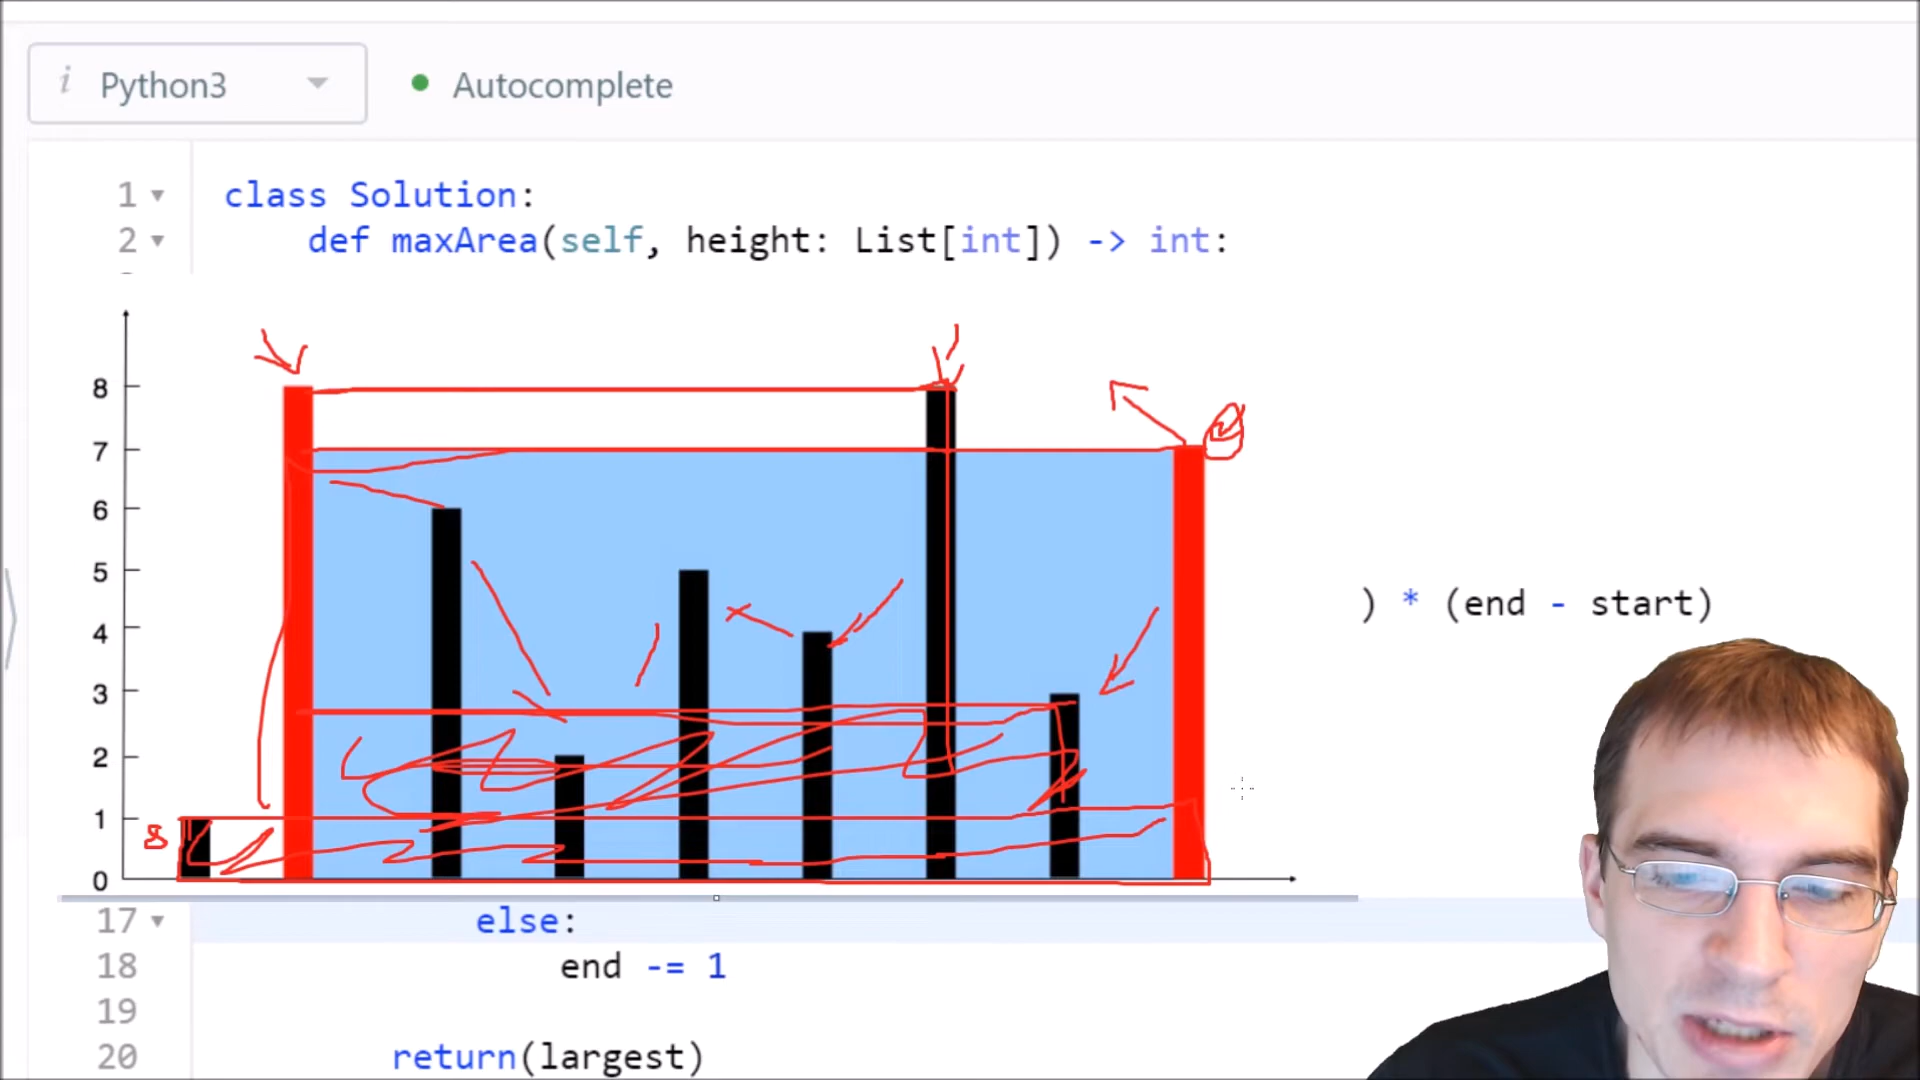 i Python3 Autocomplete
1 class Solution:
2 def maxArea(self, height: List[int]) -> int:
8
7
6
5
4
3
2
1
0
8
) * (end - start)
17 else:
18 end -= 1
19
20 return(largest)